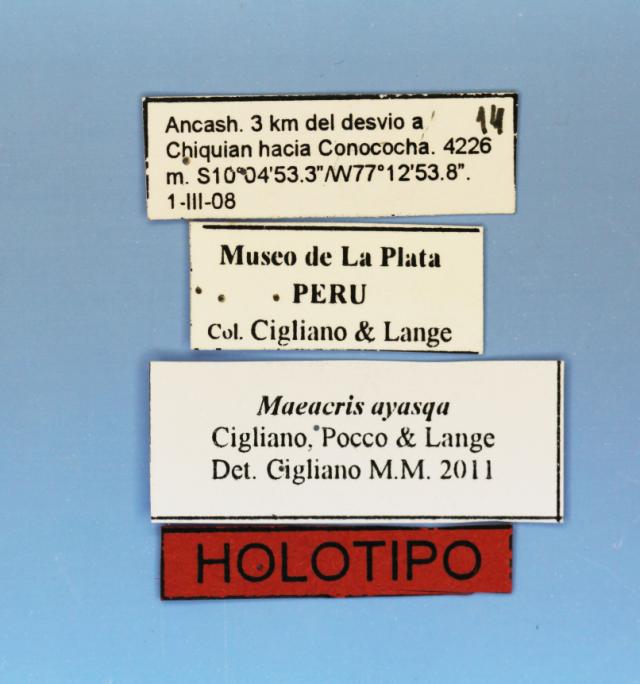 Ancash. 3 km del desvio a 14
Chiquian hacia Conococha. 4226
m. S10°04'53.3"/W77°12'53.8".
1-III-08
Museo de La Plata
PERU
Col. Cigliano & Lange
Maeacris ayasqa
Cigliano, Pocco & Lange
Det. Cigliano M.M. 2011
HOLOTIPO